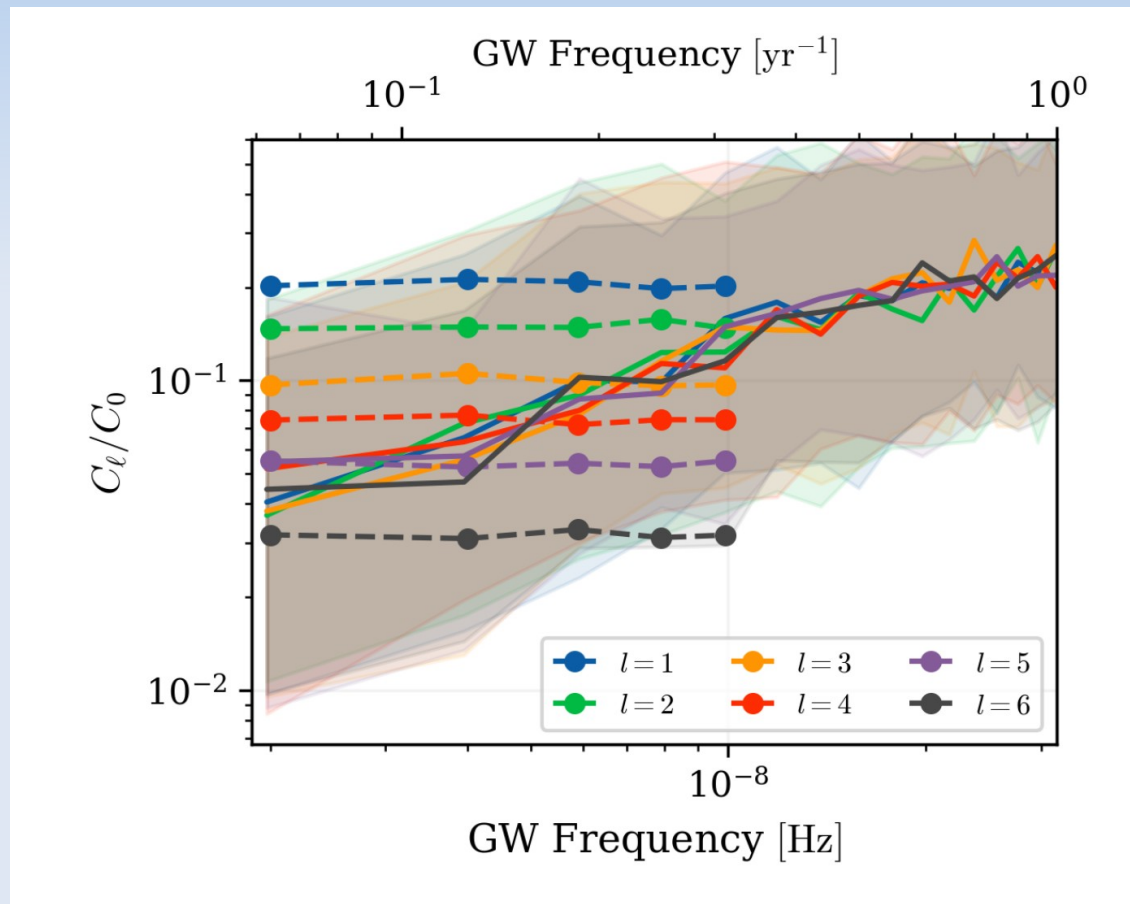 GW Frequency [yr⁻¹]
10⁻¹ 10⁰
C_ℓ/C₀
10⁻¹
10⁻²
l = 1 l = 3 l = 5
l = 2 l = 4 l = 6
10⁻⁸
GW Frequency [Hz]